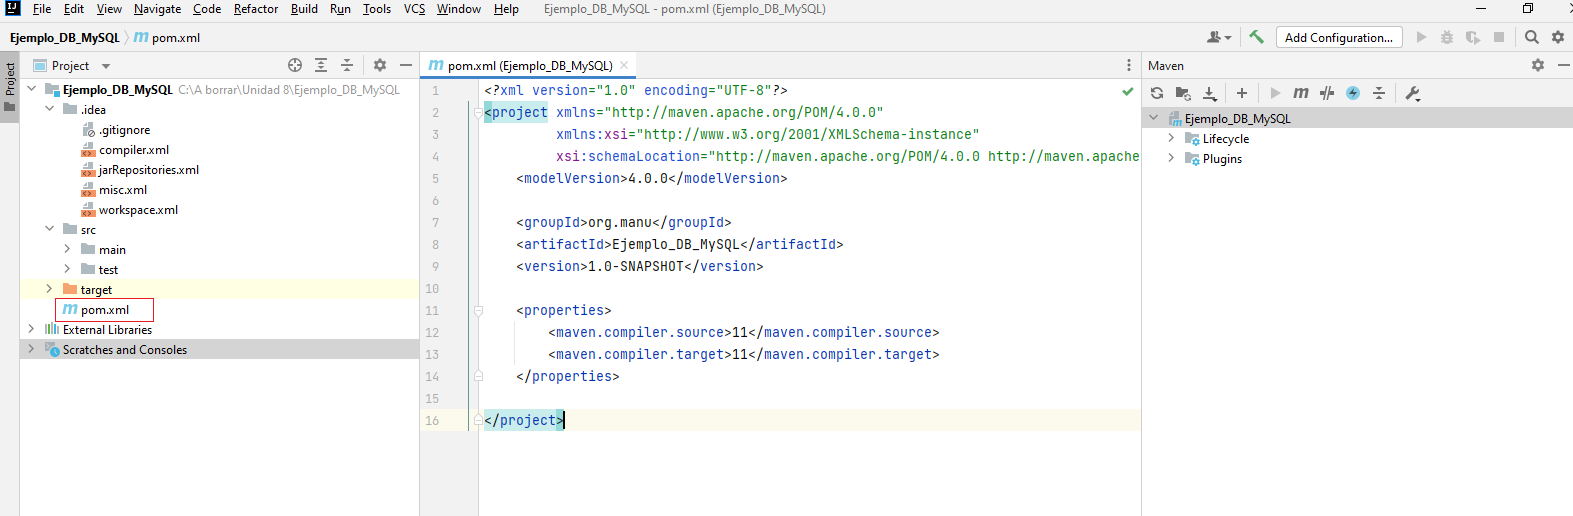 File Edit View Navigate Code Refactor Build Run Tools VCS Window Help Ejemplo_DB_MySQL - pom.xml (Ejemplo_DB_MySQL)
Ejemplo_DB_MySQL pom.xml Add Configuration...
Project
Project
pom.xml (Ejemplo_DB_MySQL)
Maven
Ejemplo_DB_MySQL C:\A borrar\Unidad 8\Ejemplo_DB_MySQL
.idea
.gitignore
compiler.xml
jarRepositories.xml
misc.xml
workspace.xml
src
main
test
target
pom.xml
External Libraries
Scratches and Consoles
1 <?xml version="1.0" encoding="UTF-8"?>
2 <project xmlns="http://maven.apache.org/POM/4.0.0"
3 xmlns:xsi="http://www.w3.org/2001/XMLSchema-instance"
4 xsi:schemaLocation="http://maven.apache.org/POM/4.0.0 http://maven.apache
5 <modelVersion>4.0.0</modelVersion>
6
7 <groupId>org.manu</groupId>
8 <artifactId>Ejemplo_DB_MySQL</artifactId>
9 <version>1.0-SNAPSHOT</version>
10
11 <properties>
12 <maven.compiler.source>11</maven.compiler.source>
13 <maven.compiler.target>11</maven.compiler.target>
14 </properties>
15
16 </project>
Ejemplo_DB_MySQL
Lifecycle
Plugins